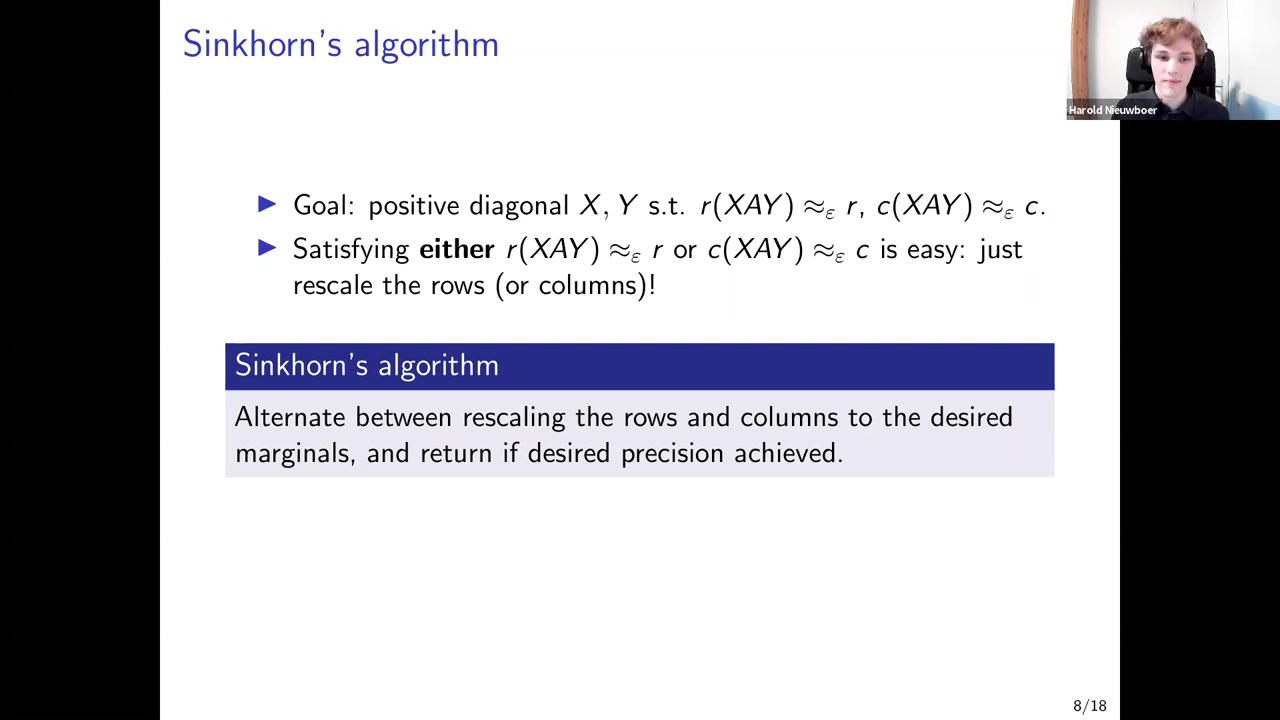 Sinkhorn's algorithm
Harold Nieuwboer
▶ Goal: positive diagonal X, Y s.t. r(XAY) ≈ε r, c(XAY) ≈ε c.
▶ Satisfying either r(XAY) ≈ε r or c(XAY) ≈ε c is easy: just
rescale the rows (or columns)!
Sinkhorn's algorithm
Alternate between rescaling the rows and columns to the desired
marginals, and return if desired precision achieved.
8/18